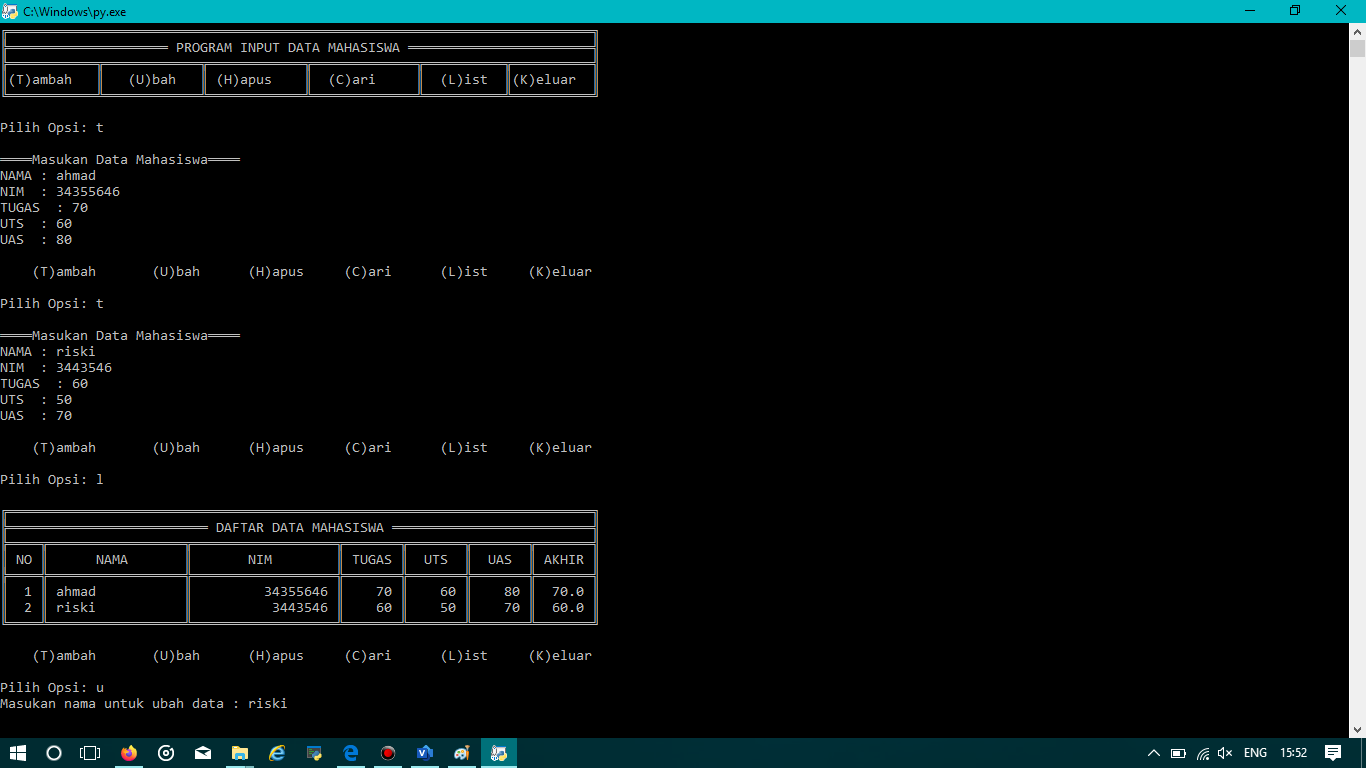 C:\Windows\py.exe
PROGRAM INPUT DATA MAHASISWA
(T)ambah (U)bah (H)apus (C)ari (L)ist (K)eluar
Pilih Opsi: t
Masukan Data Mahasiswa
NAMA : ahmad
NIM : 34355646
TUGAS : 70
UTS : 60
UAS : 80
(T)ambah (U)bah (H)apus (C)ari (L)ist (K)eluar
Pilih Opsi: t
Masukan Data Mahasiswa
NAMA : riski
NIM : 3443546
TUGAS : 60
UTS : 50
UAS : 70
(T)ambah (U)bah (H)apus (C)ari (L)ist (K)eluar
Pilih Opsi: l
DAFTAR DATA MAHASISWA
NO NAMA NIM TUGAS UTS UAS AKHIR
1 ahmad 34355646 70 60 80 70.0
2 riski 3443546 60 50 70 60.0
(T)ambah (U)bah (H)apus (C)ari (L)ist (K)eluar
Pilih Opsi: u
Masukan nama untuk ubah data : riski
ENG 15:52